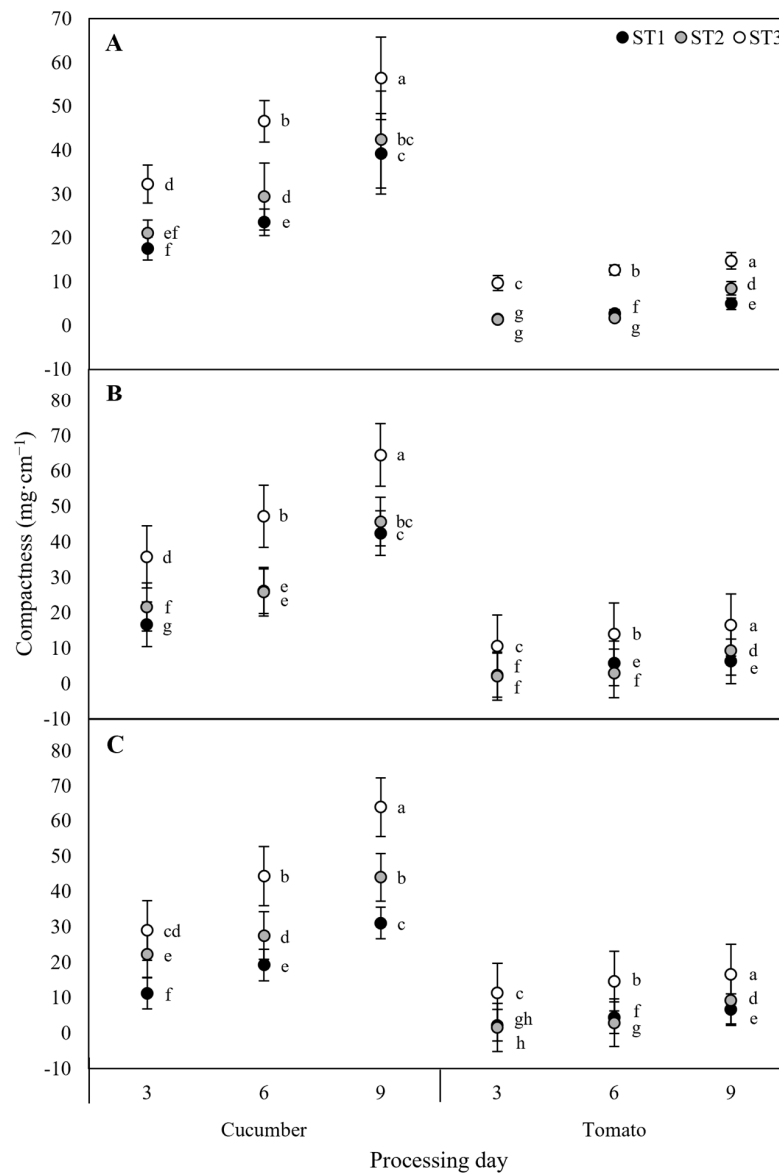 70
A
ST1 ST2 ST3
60
a
50
b
bc
40
c
d
30
d
ef
e
20
f
a
b
10
c
d
f
e
g
0
g
g
-10
B
80
70
a
60
50
b
bc
c
40
d
30
e
f
e
20
g
a
b
10
c
d
e
f
e
0
f
f
-10
Compactness (mg·cm⁻¹)
C
80
70
a
60
50
b
b
40
30
cd
c
d
20
e
e
a
10
f
b
c
d
f
e
gh
g
0
h
-10
3 6 9 3 6 9
Cucumber Tomato
Processing day